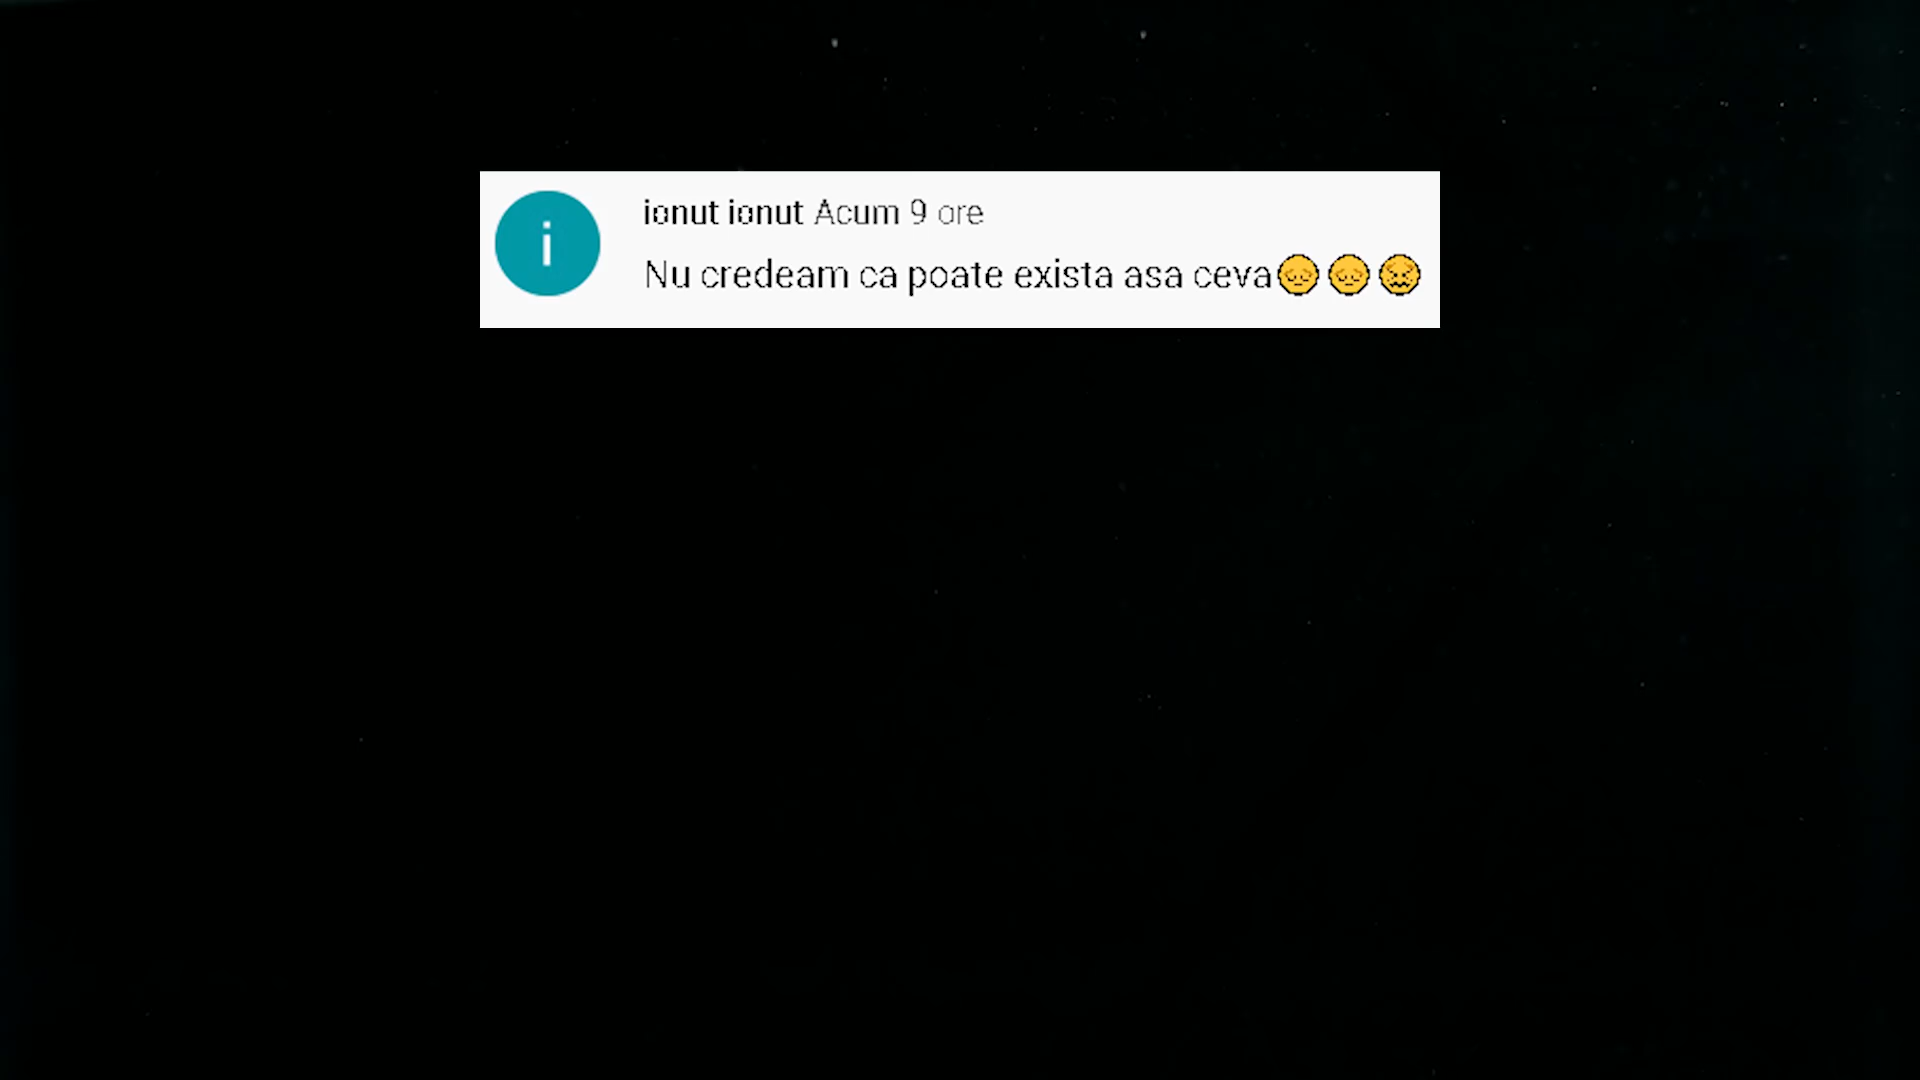 i
ionut ionut Acum 9 ore
Nu credeam ca poate exista asa ceva😔😔😖